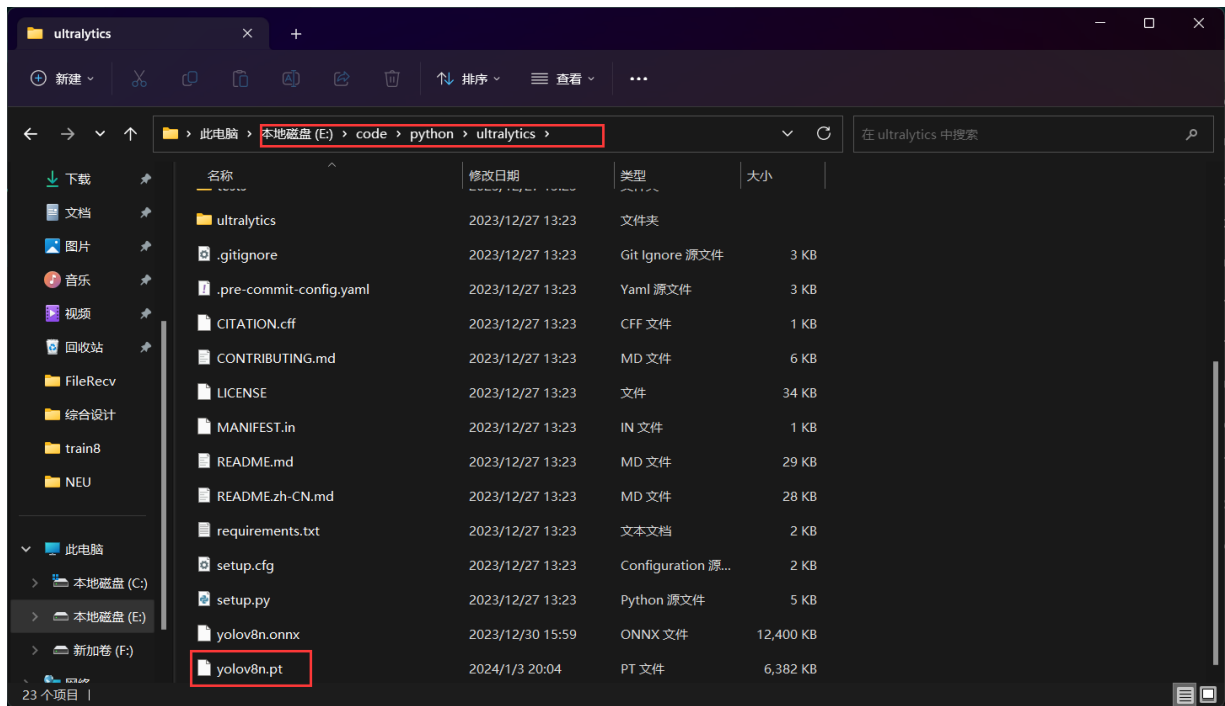 ultralytics
新建 排序 查看
此电脑 本地磁盘 (E:) code python ultralytics
在 ultralytics 中搜索
下载
文档
图片
音乐
视频
回收站
FileRecv
综合设计
train8
NEU
此电脑
本地磁盘 (C:)
本地磁盘 (E:)
新加卷 (F:)
名称 修改日期 类型 大小
ultralytics 2023/12/27 13:23 文件夹
.gitignore 2023/12/27 13:23 Git Ignore 源文件 3 KB
.pre-commit-config.yaml 2023/12/27 13:23 Yaml 源文件 3 KB
CITATION.cff 2023/12/27 13:23 CFF 文件 1 KB
CONTRIBUTING.md 2023/12/27 13:23 MD 文件 6 KB
LICENSE 2023/12/27 13:23 文件 34 KB
MANIFEST.in 2023/12/27 13:23 IN 文件 1 KB
README.md 2023/12/27 13:23 MD 文件 29 KB
README.zh-CN.md 2023/12/27 13:23 MD 文件 28 KB
requirements.txt 2023/12/27 13:23 文本文档 2 KB
setup.cfg 2023/12/27 13:23 Configuration 源... 2 KB
setup.py 2023/12/27 13:23 Python 源文件 5 KB
yolov8n.onnx 2023/12/30 15:59 ONNX 文件 12,400 KB
yolov8n.pt 2024/1/3 20:04 PT 文件 6,382 KB
23 个项目